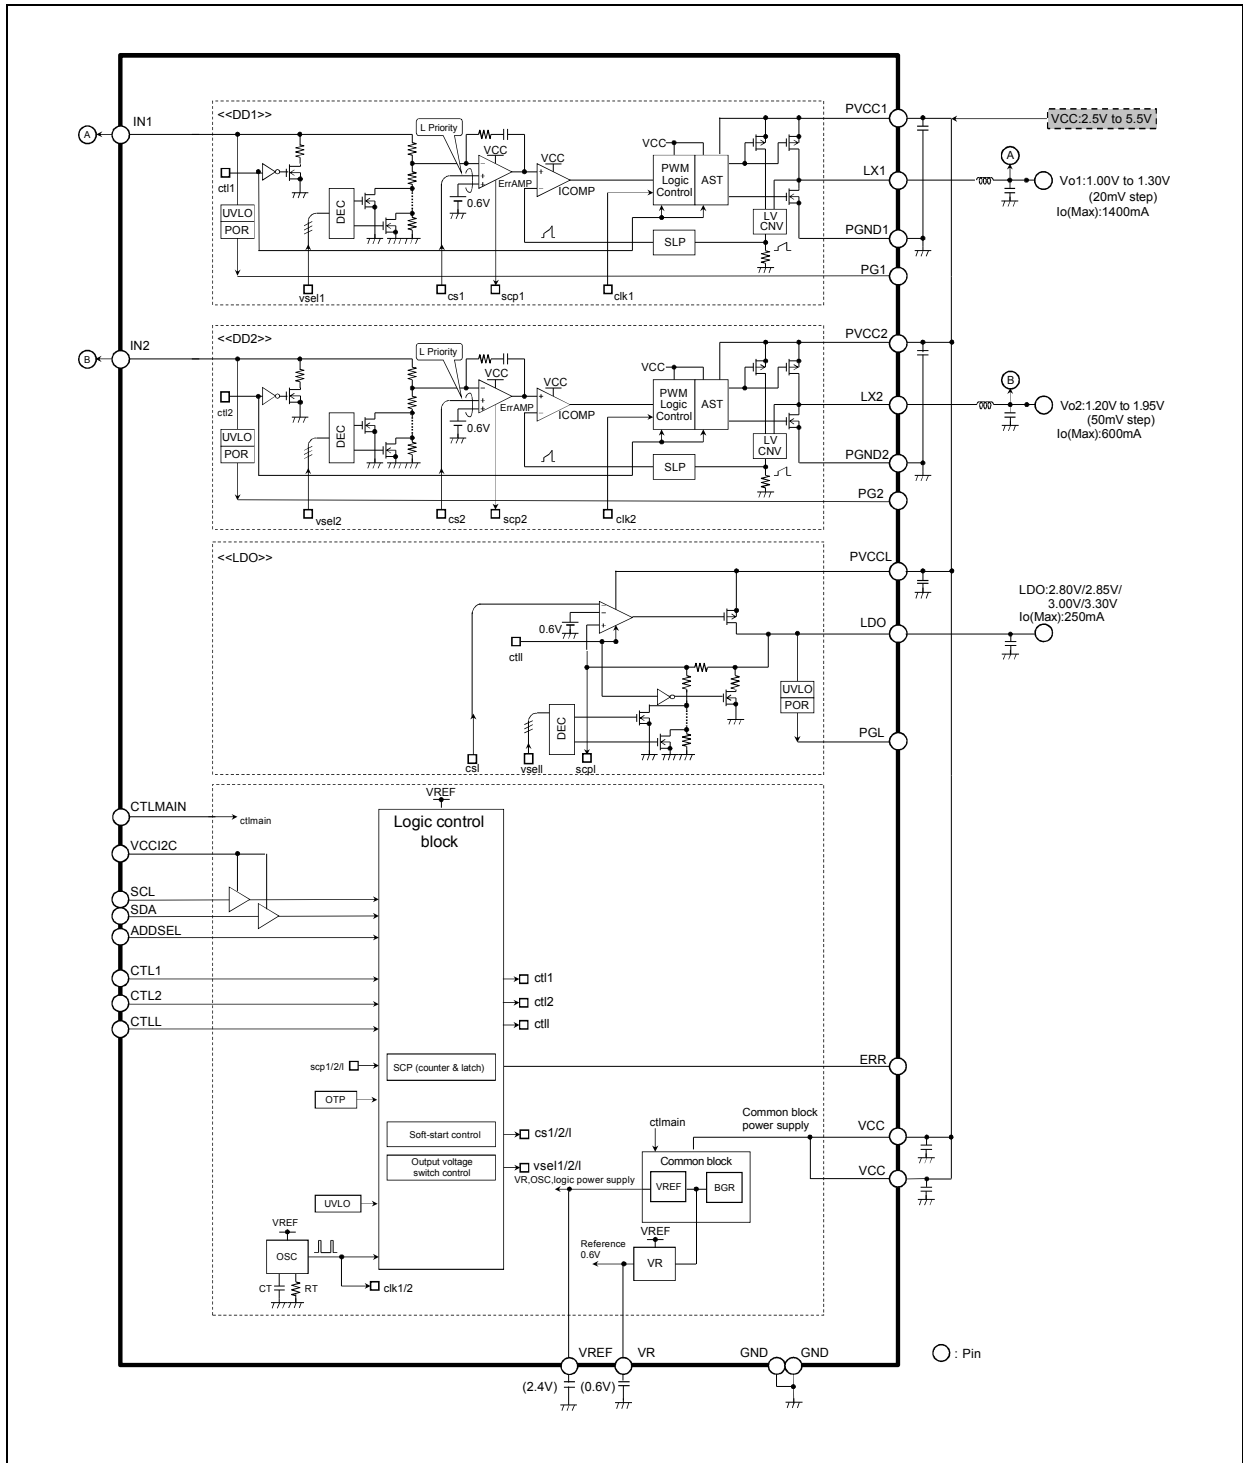 <<DD1>>
IN1
A
ctl1
UVLO
POR
DEC
vsel1
L Priority
VCC
ErrAMP
0.6V
cs1
scp1
VCC
ICOMP
VCC
PWM
Logic
Control
AST
SLP
clk1
LV
CNV
PVCC1
VCC:2.5V to 5.5V
LX1
A
Vo1:1.00V to 1.30V
(20mV step)
Io(Max):1400mA
PGND1
PG1
<<DD2>>
IN2
B
ctl2
UVLO
POR
DEC
vsel2
L Priority
VCC
ErrAMP
0.6V
cs2
scp2
VCC
ICOMP
VCC
PWM
Logic
Control
AST
SLP
clk2
LV
CNV
PVCC2
LX2
B
Vo2:1.20V to 1.95V
(50mV step)
Io(Max):600mA
PGND2
PG2
<<LDO>>
0.6V
ctll
DEC
csl
vsell
scpl
UVLO
POR
PVCCL
LDO
LDO:2.80V/2.85V/
3.00V/3.30V
Io(Max):250mA
PGL
CTLMAIN
ctlmain
VCCI2C
SCL
SDA
ADDSEL
CTL1
CTL2
CTLL
VREF
Logic control
block
ctl1
ctl2
ctll
scp1/2/l
SCP (counter & latch)
ERR
OTP
Soft-start control
cs1/2/l
Output voltage
switch control
vsel1/2/l
UVLO
VREF
OSC
CT
RT
clk1/2
ctlmain
Common block
power supply
VCC
VCC
Common block
VREF
BGR
VR,OSC,logic power supply
VREF
VR
Reference
0.6V
VREF
VR
GND
GND
(2.4V)
(0.6V)
: Pin